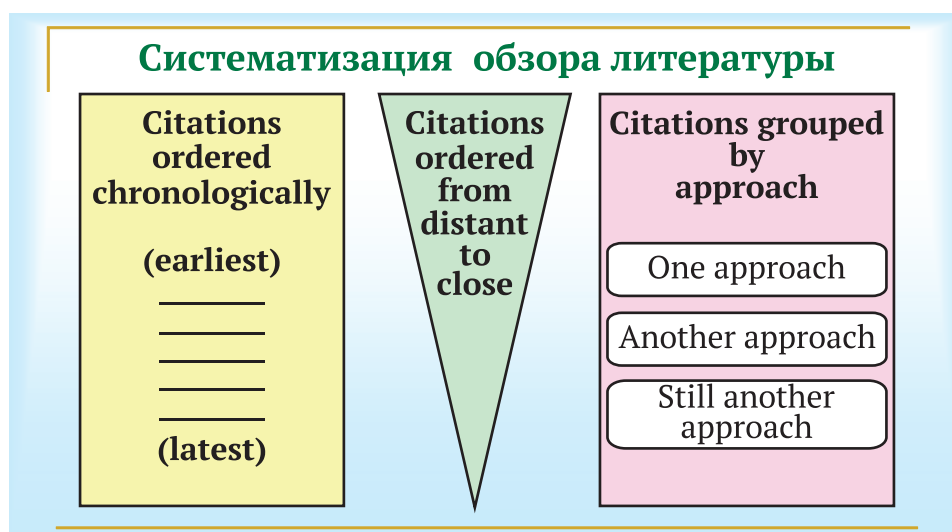 Систематизация обзора литературы
Citations
ordered
chronologically
(earliest)
(latest)
Citations
ordered
from
distant
to
close
Citations grouped
by
approach
One approach
Another approach
Still another
approach